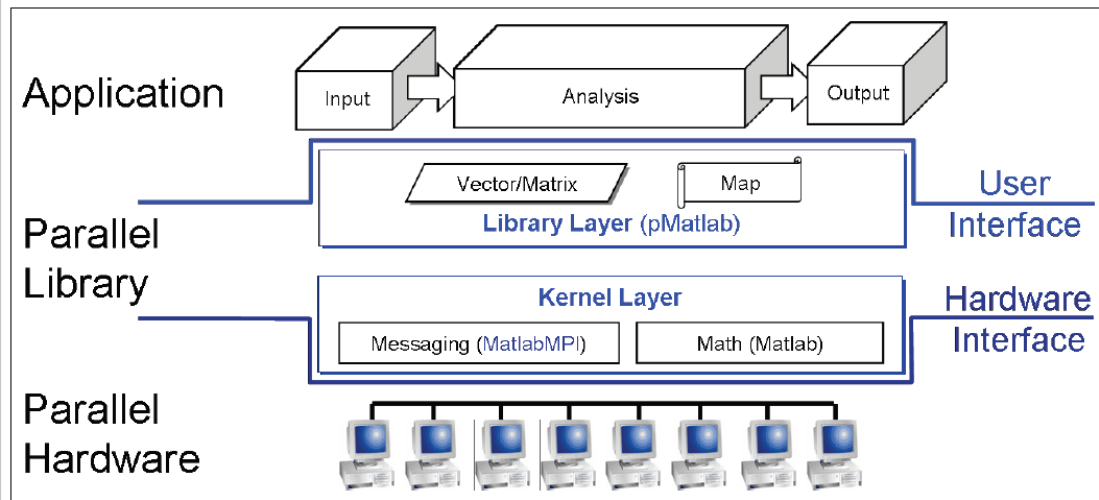 Application
Input
Analysis
Output
Vector/Matrix
Map
Library Layer (pMatlab)
User
Interface
Parallel
Library
Kernel Layer
Messaging (MatlabMPI)
Math (Matlab)
Hardware
Interface
Parallel
Hardware